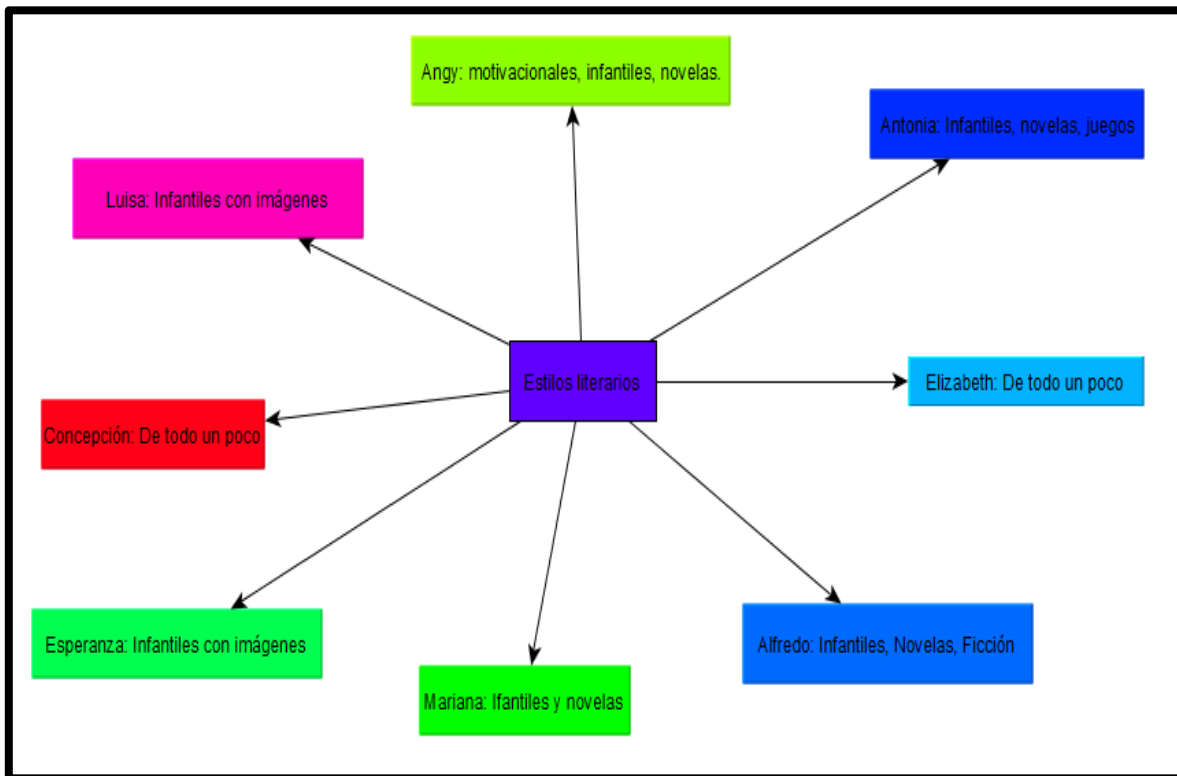 Angy: motivacionales, infantiles, novelas.
Antonia: Infantiles, novelas, juegos
Luisa: Infantiles con imágenes
Estilos literarios
Elizabeth: De todo un poco
Concepción: De todo un poco
Esperanza: Infantiles con imágenes
Alfredo: Infantiles, Novelas, Ficción
Mariana: Ifantiles y novelas